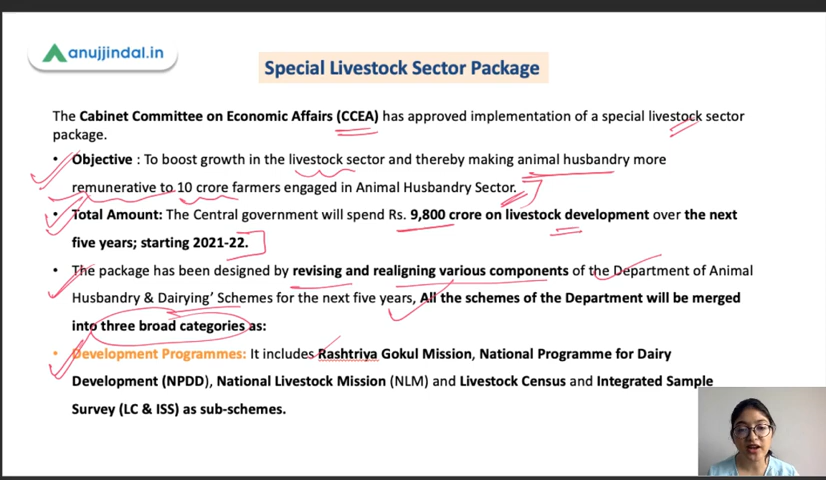 anujjindal.in
Special Livestock Sector Package
The Cabinet Committee on Economic Affairs (CCEA) has approved implementation of a special livestock sector
package.
• Objective : To boost growth in the livestock sector and thereby making animal husbandry more
remunerative to 10 crore farmers engaged in Animal Husbandry Sector.
• Total Amount: The Central government will spend Rs. 9,800 crore on livestock development over the next
five years; starting 2021-22.
• The package has been designed by revising and realigning various components of the Department of Animal
Husbandry & Dairying’ Schemes for the next five years, All the schemes of the Department will be merged
into three broad categories as:
• Development Programmes: It includes Rashtriya Gokul Mission, National Programme for Dairy
Development (NPDD), National Livestock Mission (NLM) and Livestock Census and Integrated Sample
Survey (LC & ISS) as sub-schemes.